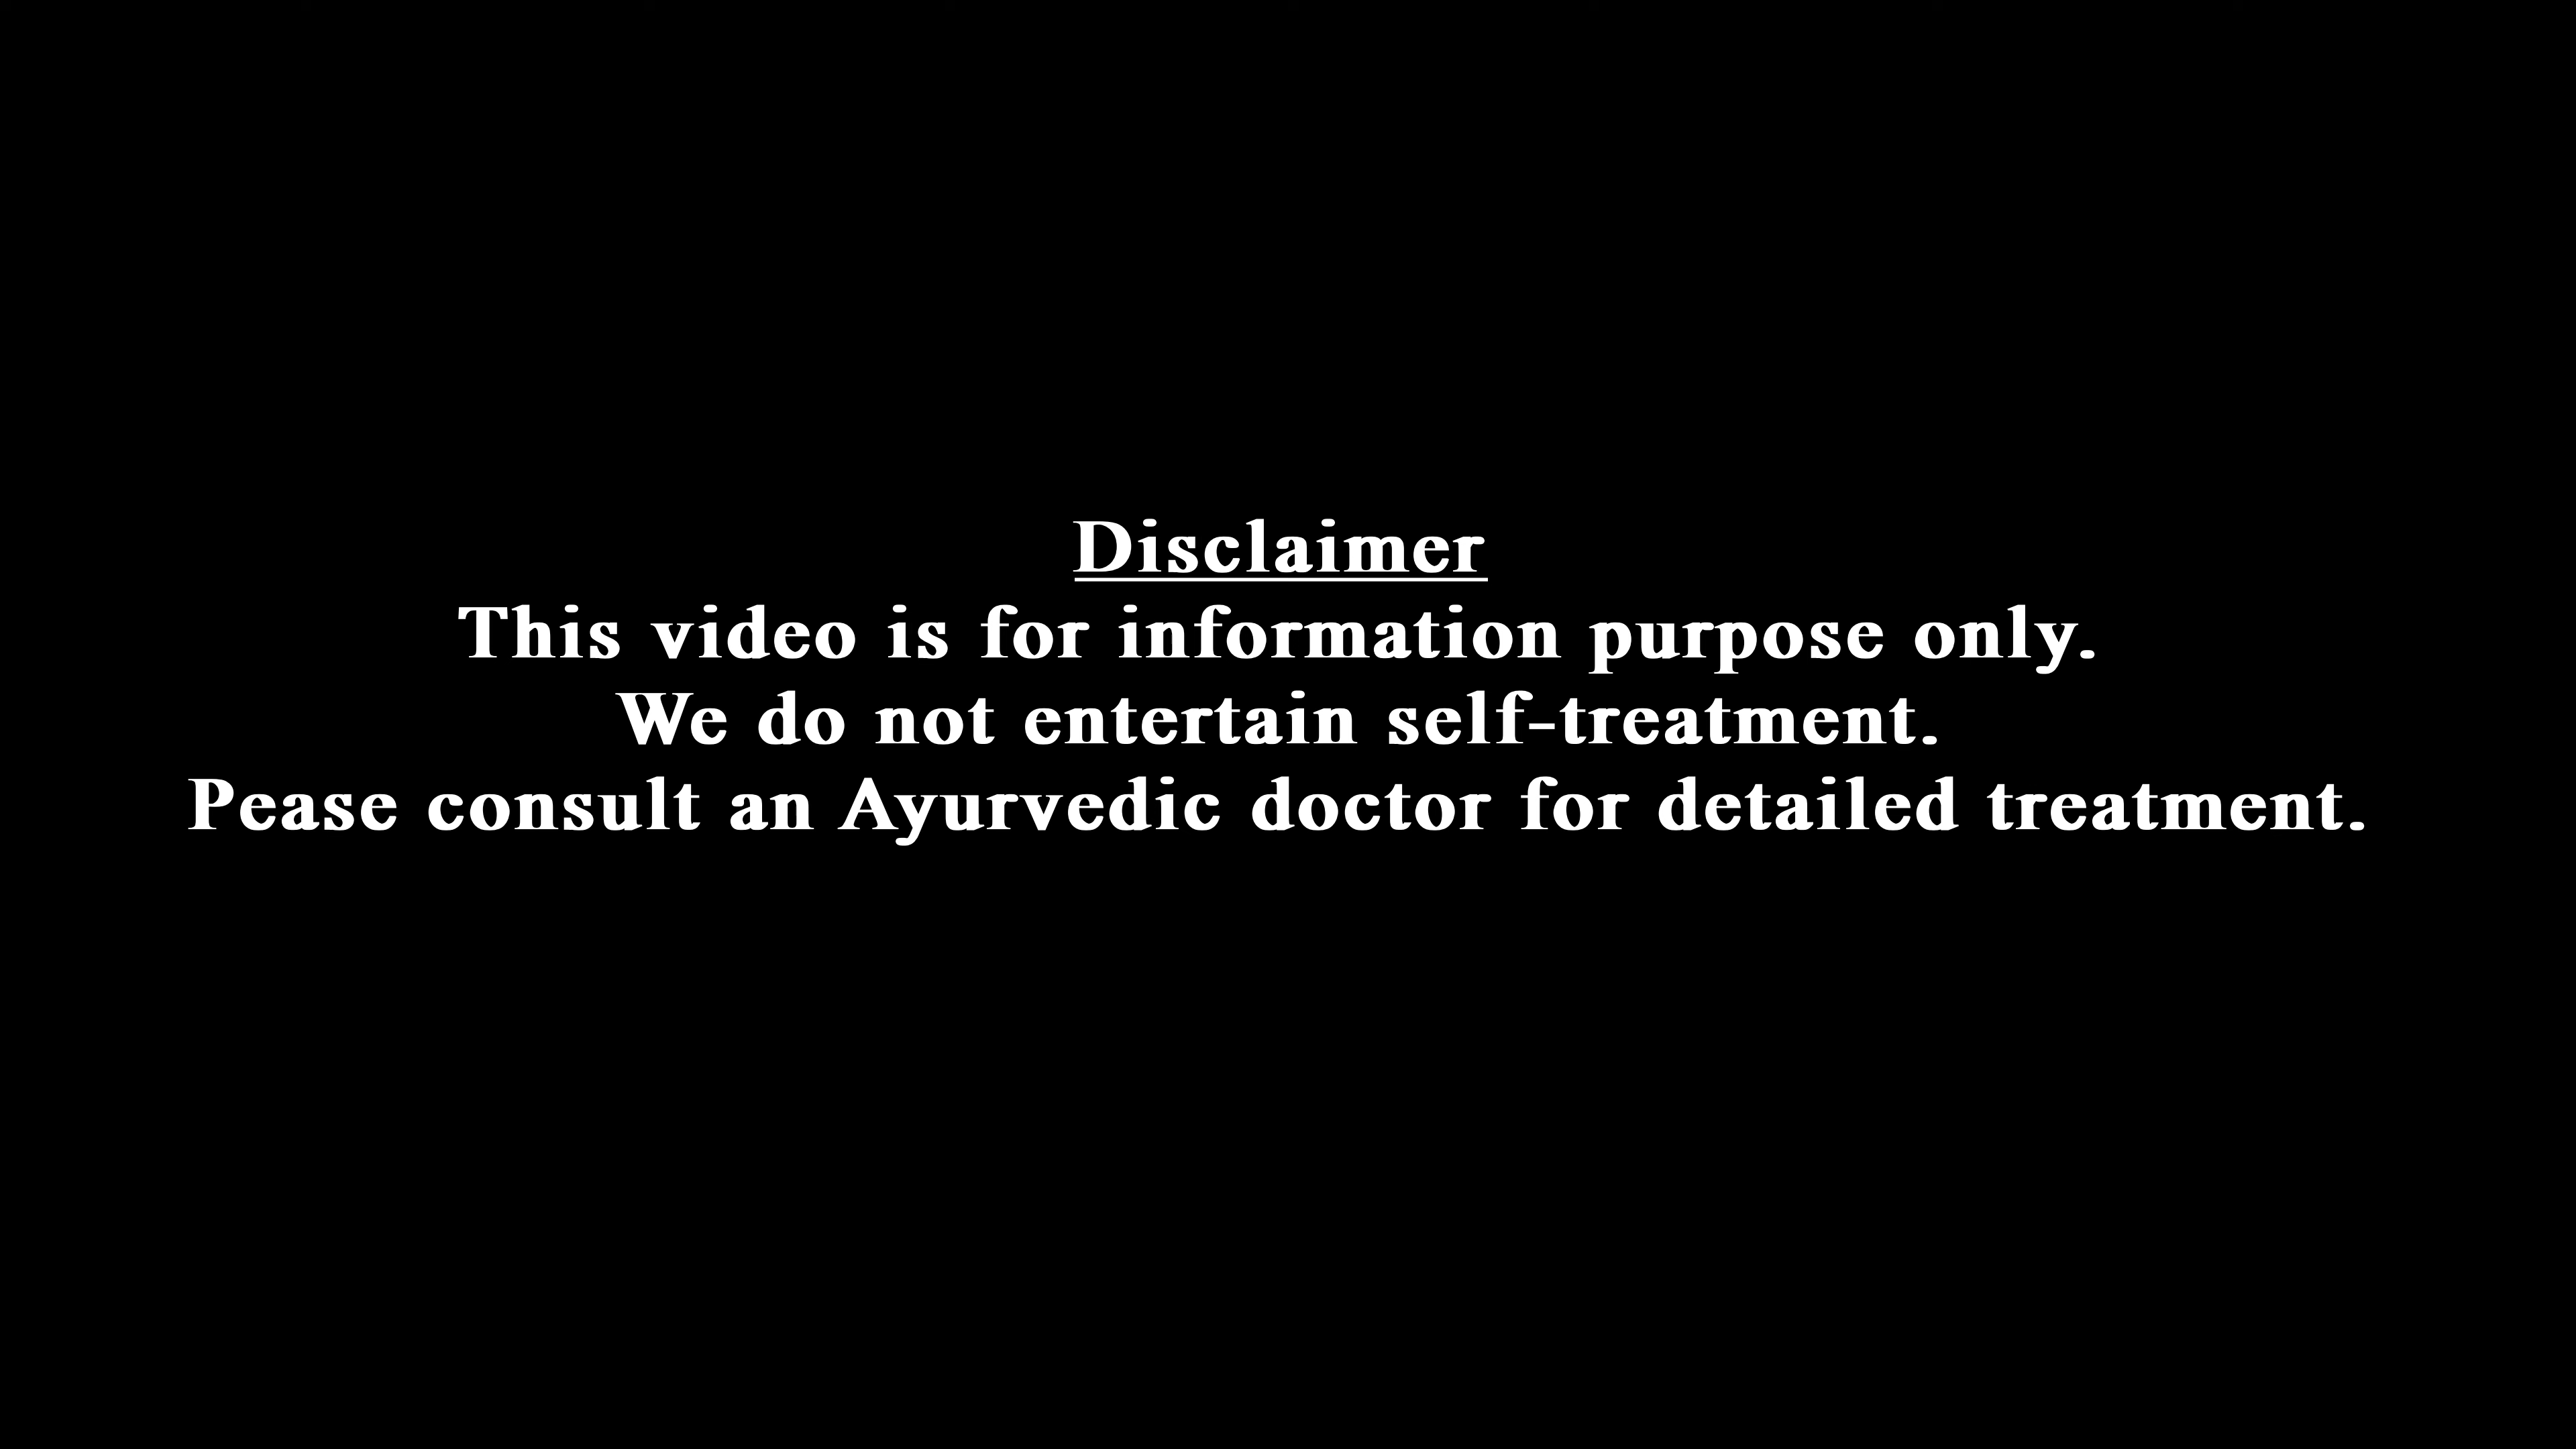 Disclaimer
This video is for information purpose only.
We do not entertain self-treatment.
Pease consult an Ayurvedic doctor for detailed treatment.